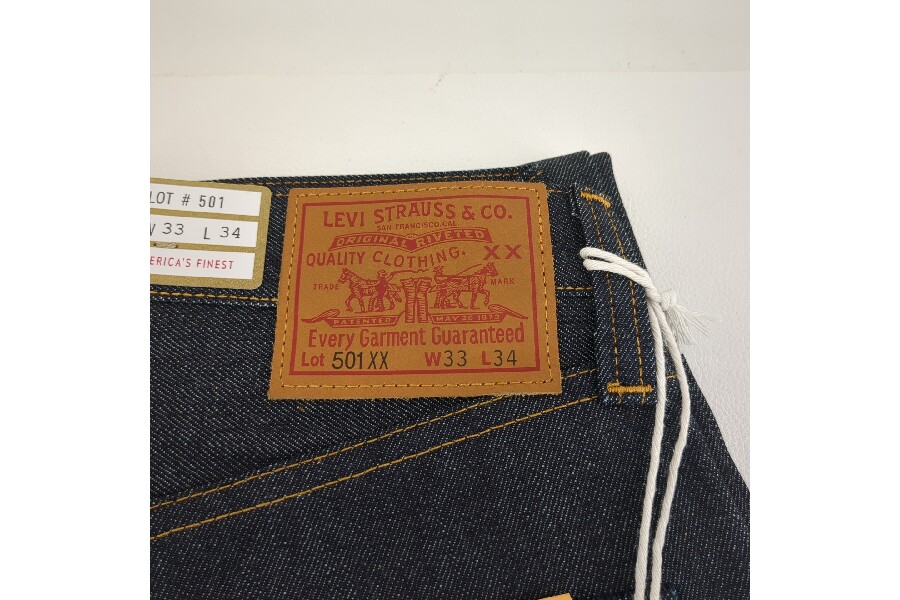 LOT # 501
W 33 L 34
ERICA'S FINEST
LEVI STRAUSS & CO.
SAN FRANCISCO, CAL.
ORIGINAL RIVETED
QUALITY CLOTHING. XX
TRADE MARK
PATENTED MAY 20 1873
Every Garment Guaranteed
Lot 501XX W33 L34